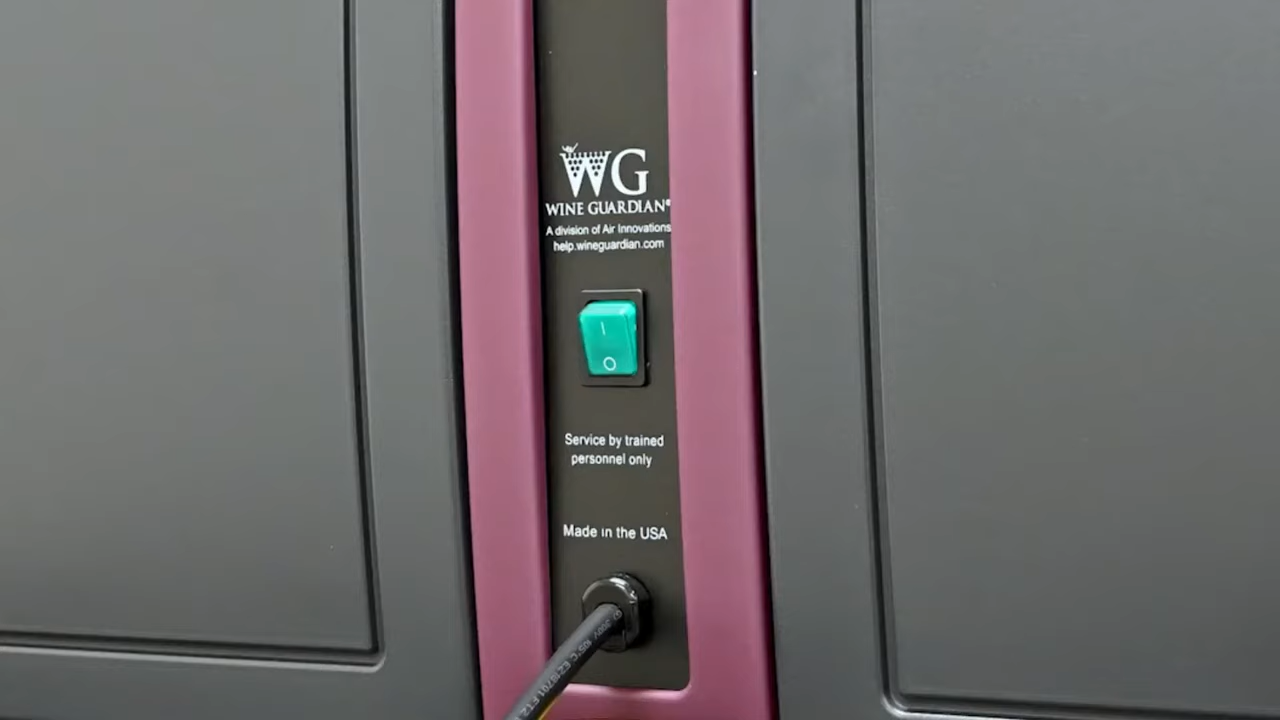 WG
WINE GUARDIAN®
A division of Air Innovations
help.wineguardian.com
I
O
Service by trained
personnel only
Made in the USA
105°C